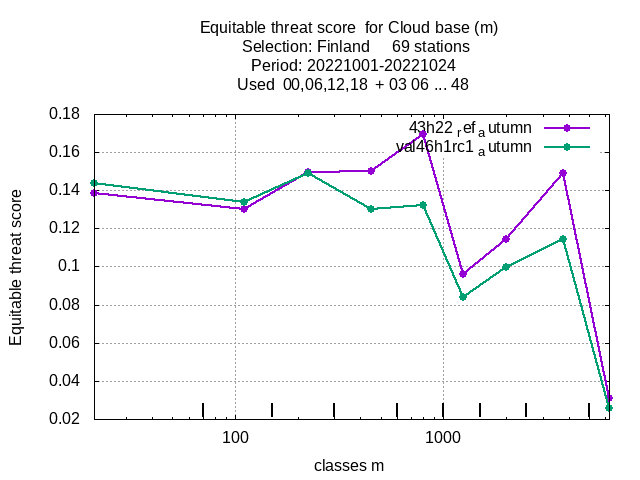 Equitable threat score  for Cloud base (m)
Selection: Finland     69 stations
Period: 20221001-20221024
Used  00,06,12,18  + 03 06 ... 48
43h22 ref autumn
val46h1rc1 autumn
0.18
0.16
0.14
0.12
0.1
0.08
0.06
0.04
0.02
Equitable threat score
100
1000
classes m